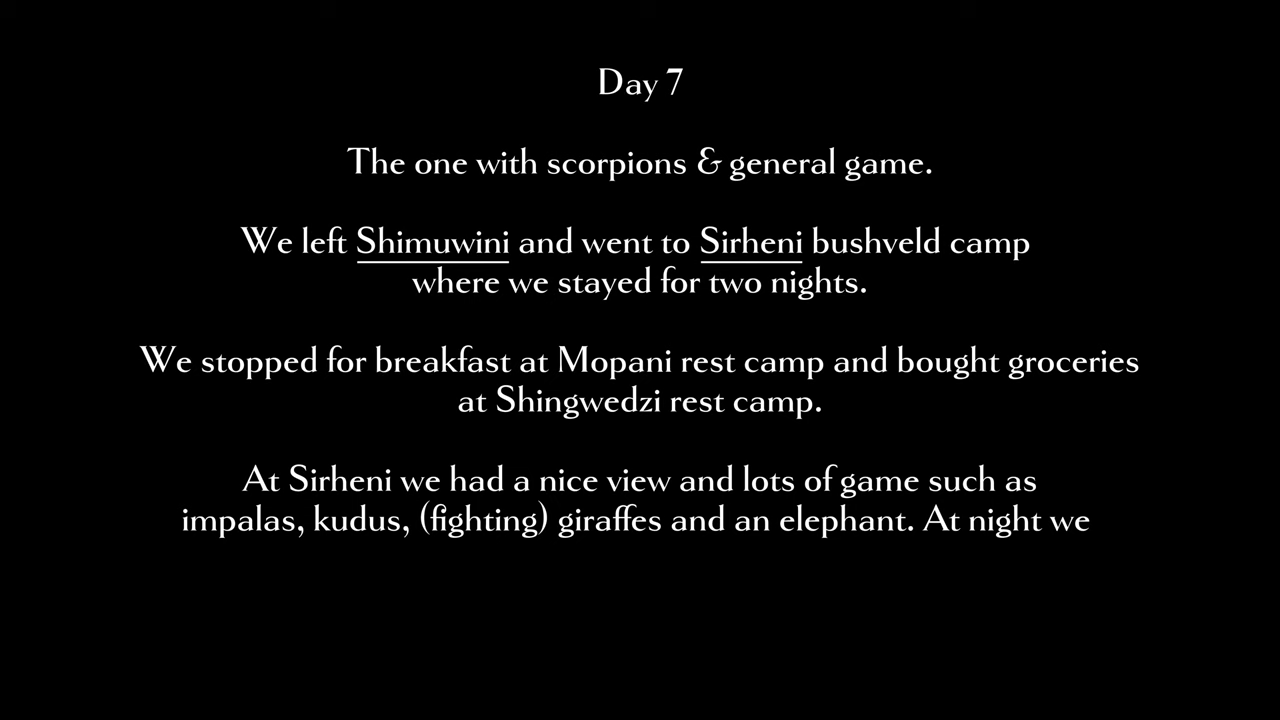 Day 7
The one with scorpions & general game.
We left Shimuwini and went to Sirheni bushveld camp
where we stayed for two nights.
We stopped for breakfast at Mopani rest camp and bought groceries
at Shingwedzi rest camp.
At Sirheni we had a nice view and lots of game such as
impalas, kudus, (fighting) giraffes and an elephant. At night we